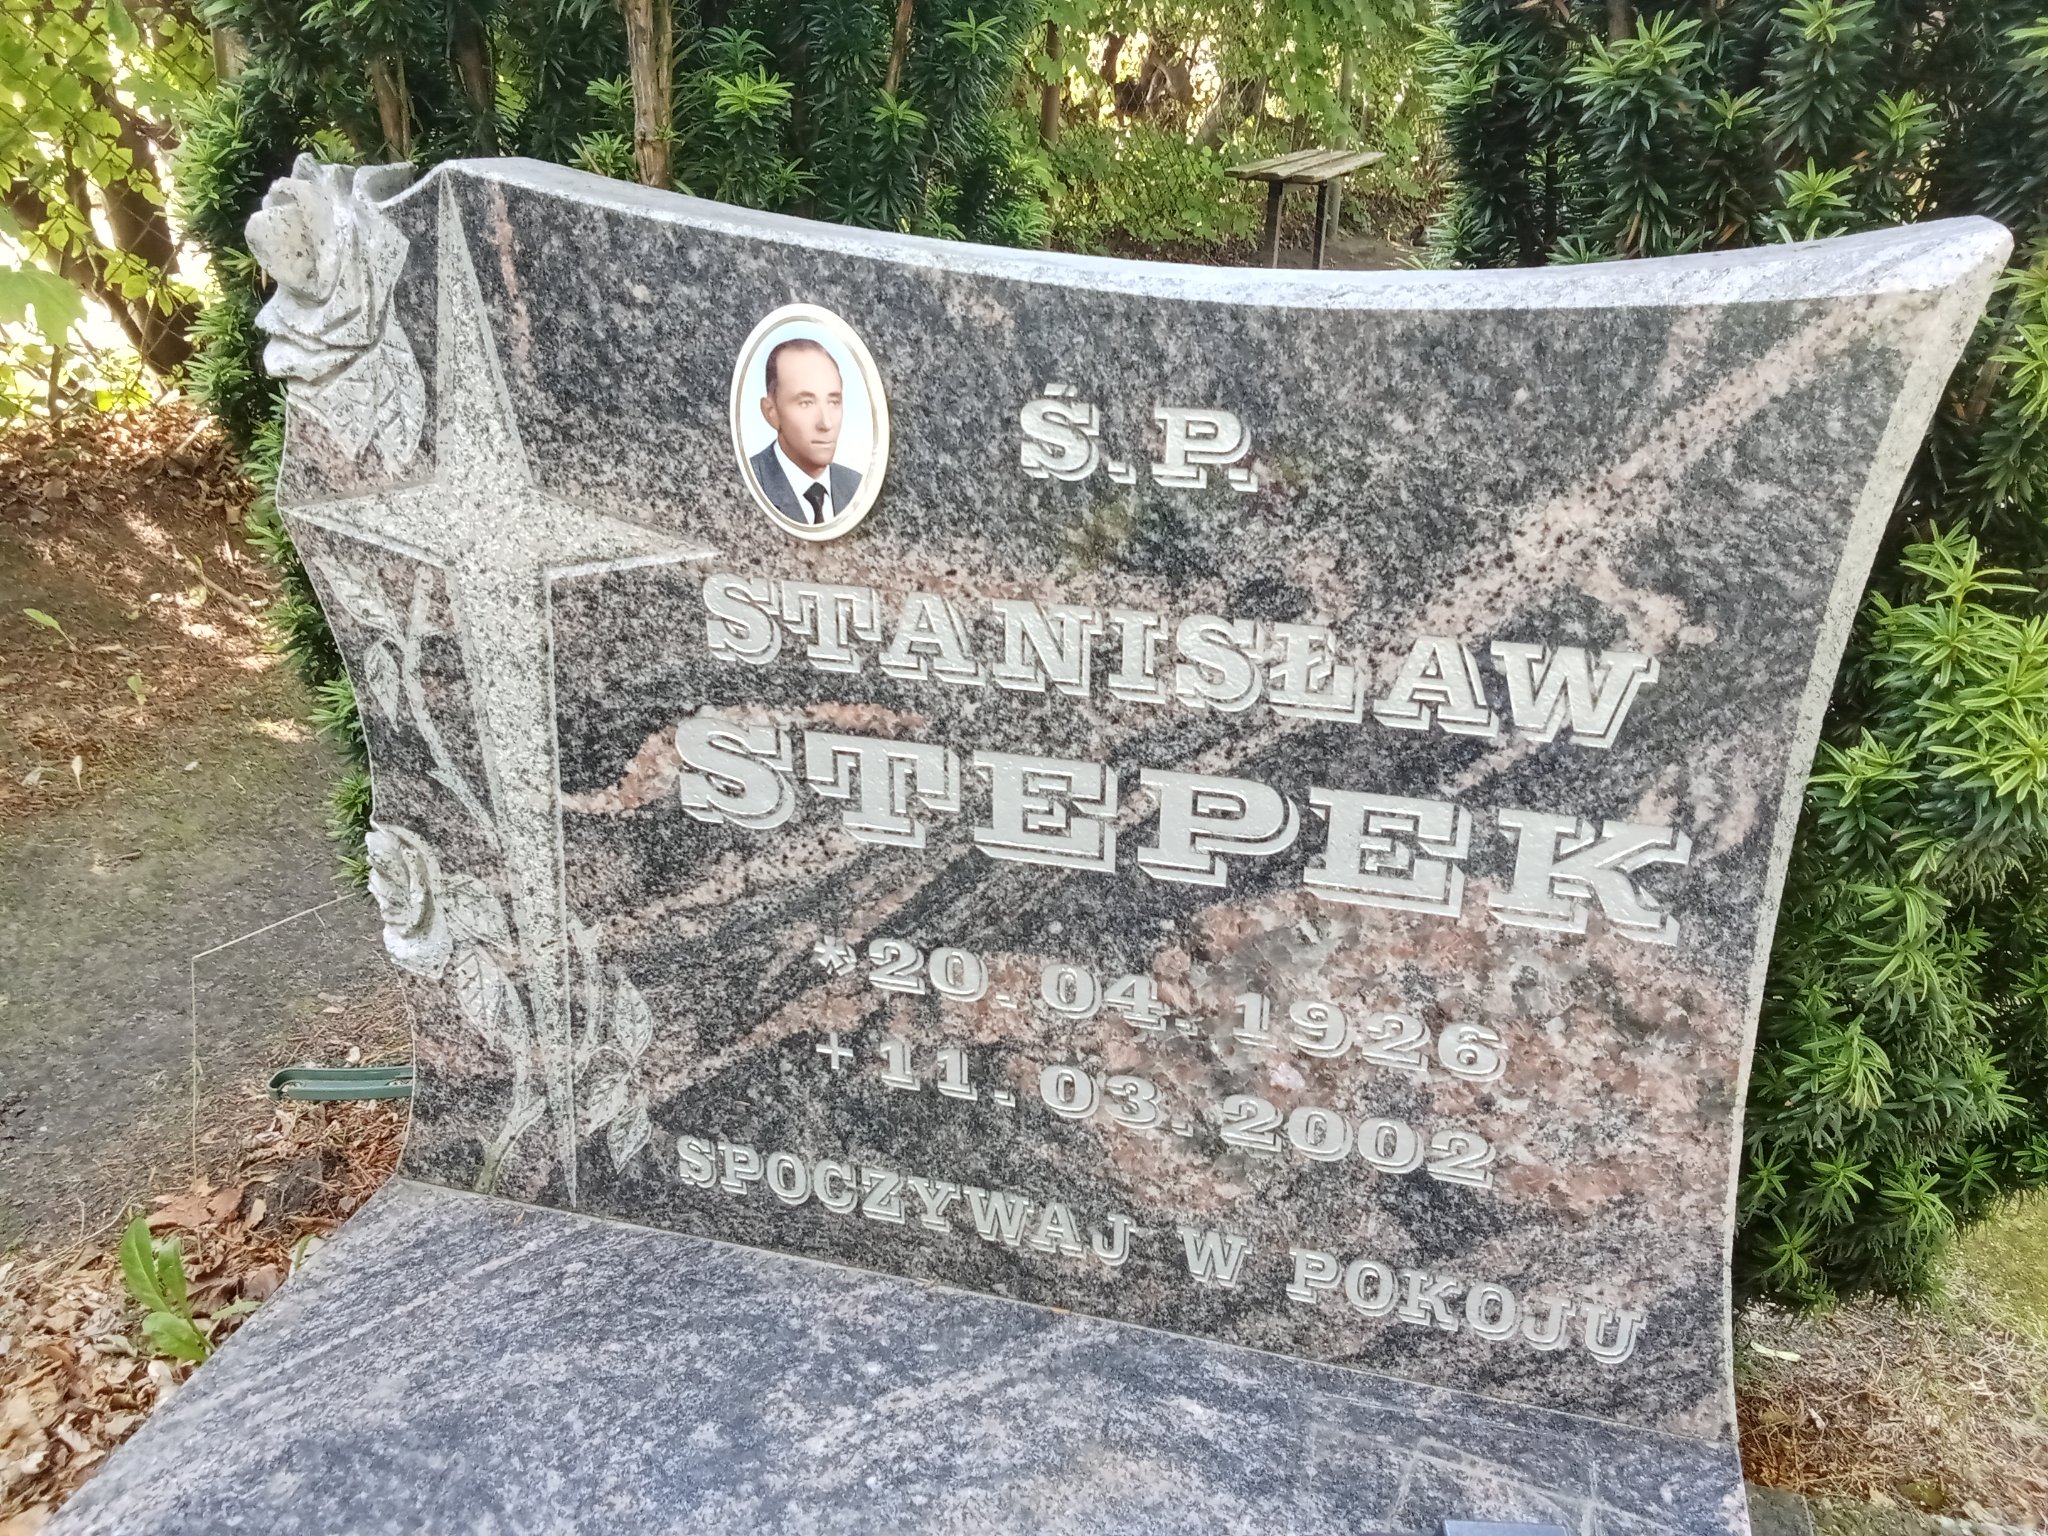 Ś.P.
STANISŁAW
STEPEK
*20.04.1926
+11.03.2002
SPOCZYWAJ W POKOJU